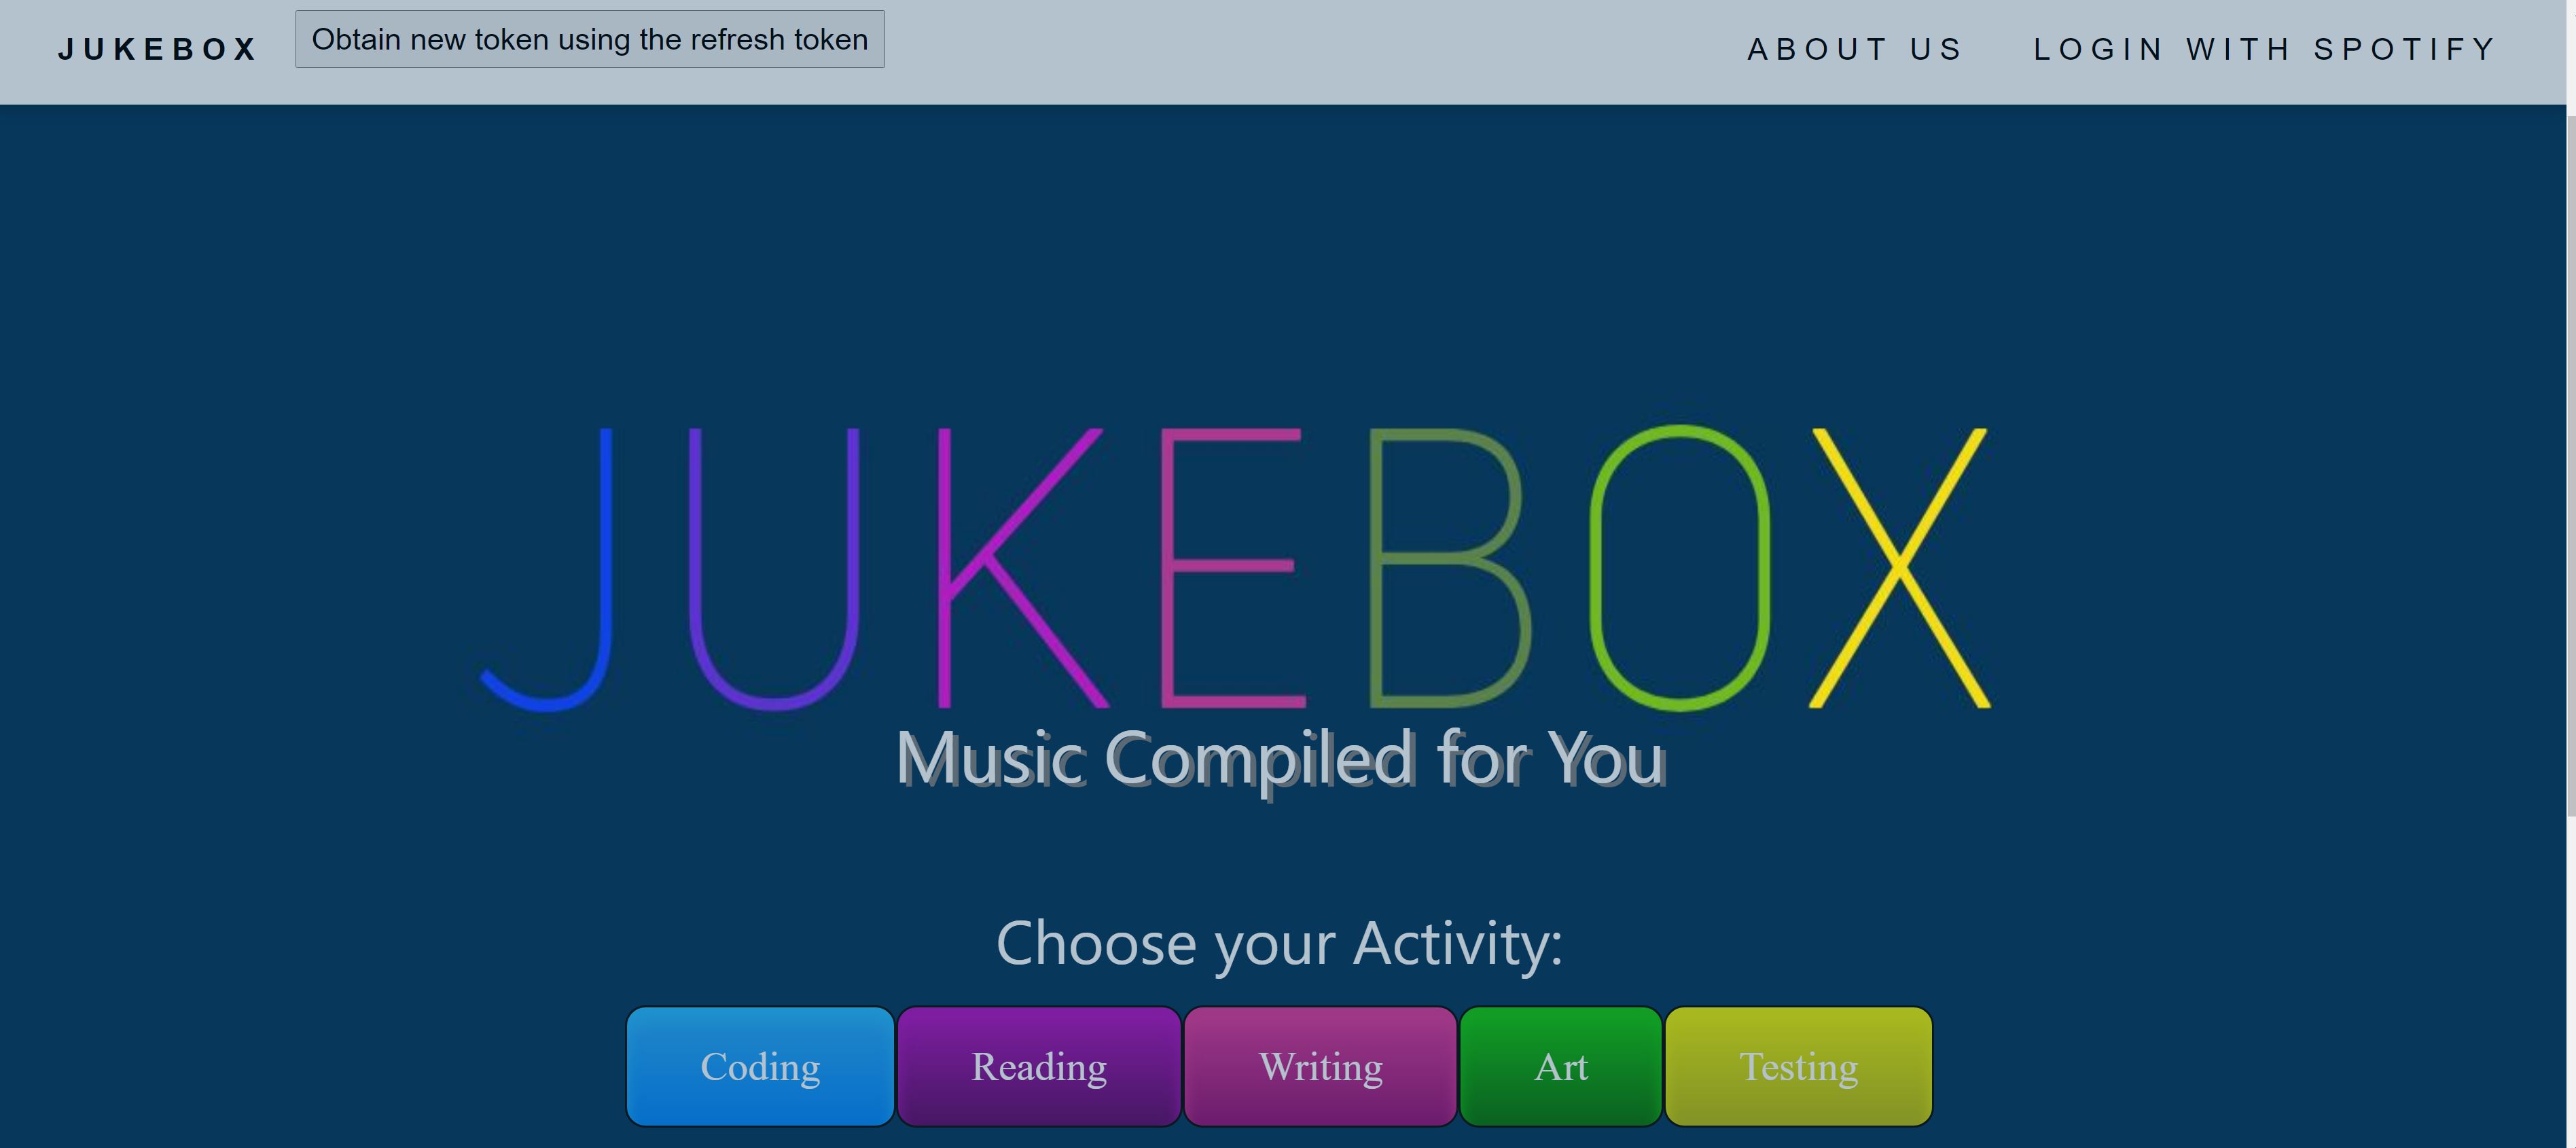 JUKEBOX Obtain new token using the refresh token ABOUT US LOGIN WITH SPOTIFY
JUKEBOX
Music Compiled for You
Choose your Activity:
Coding Reading Writing Art Testing